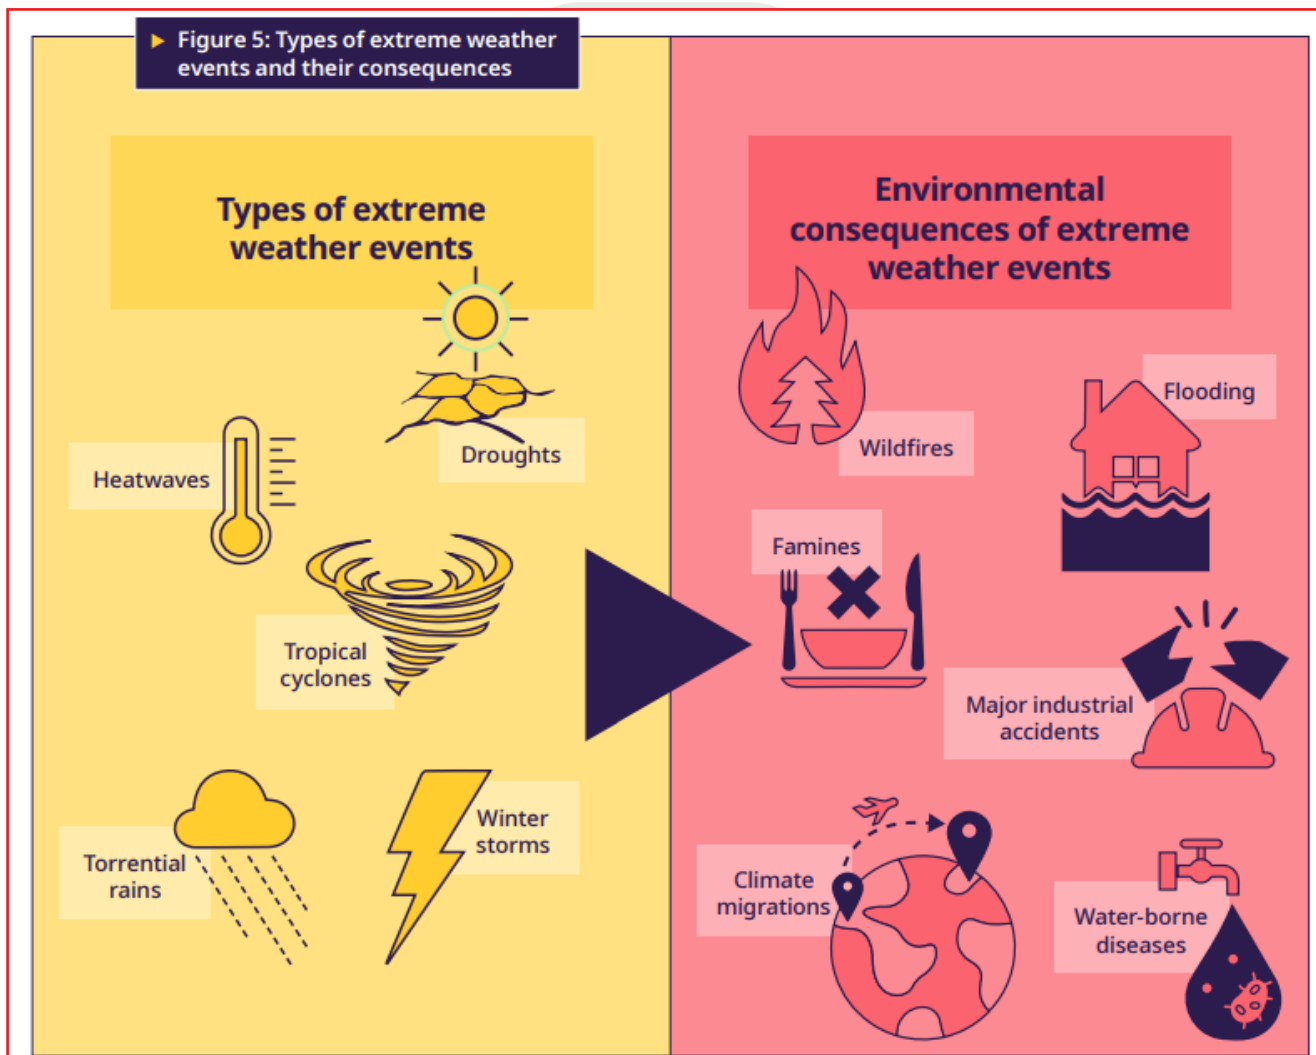 Figure 5: Types of extreme weather
events and their consequences
Types of extreme
weather events
Droughts
Heatwaves
Tropical
cyclones
Winter
storms
Torrential
rains
Environmental
consequences of extreme
weather events
Flooding
Wildfires
Famines
Major industrial
accidents
Climate
migrations
Water-borne
diseases